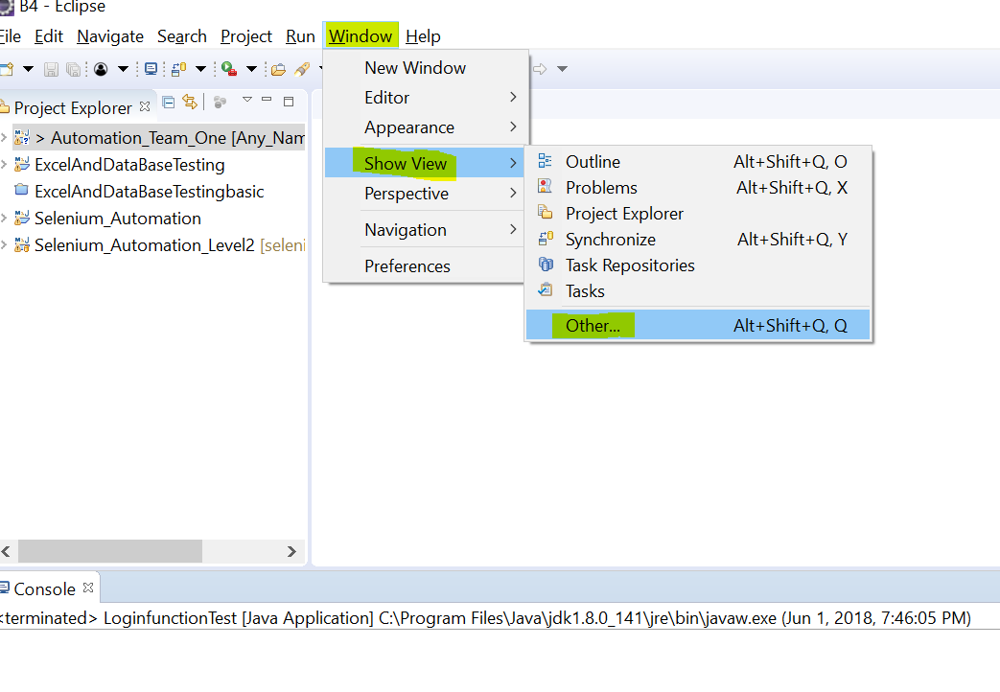 B4 - Eclipse
File Edit Navigate Search Project Run Window Help
New Window
Editor
Appearance
Show View
Perspective
Navigation
Preferences
Outline Alt+Shift+Q, O
Problems Alt+Shift+Q, X
Project Explorer
Synchronize Alt+Shift+Q, Y
Task Repositories
Tasks
Other... Alt+Shift+Q, Q
Project Explorer
> Automation_Team_One [Any_Nam
ExcelAndDataBaseTesting
ExcelAndDataBaseTestingbasic
Selenium_Automation
Selenium_Automation_Level2 [seleni
Console
<terminated> LoginfunctionTest [Java Application] C:\Program Files\Java\jdk1.8.0_141\jre\bin\javaw.exe (Jun 1, 2018, 7:46:05 PM)